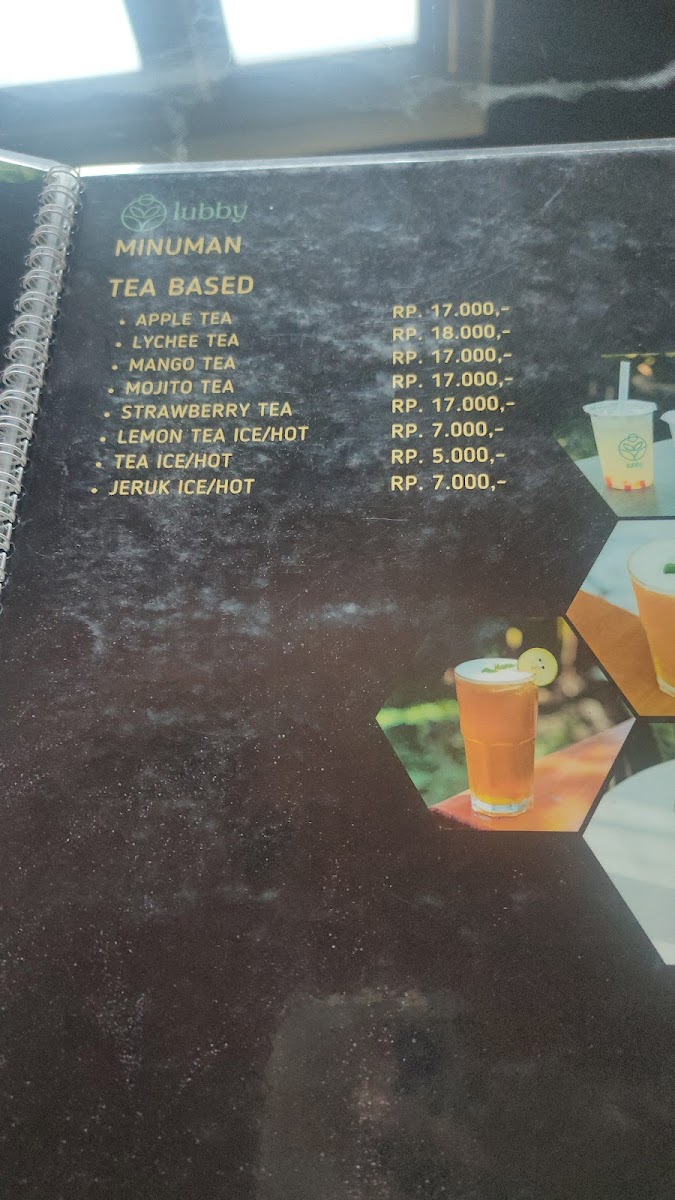 lubby
MINUMAN
TEA BASED
• APPLE TEA RP. 17.000,-
• LYCHEE TEA RP. 18.000,-
• MANGO TEA RP. 17.000,-
• MOJITO TEA RP. 17.000,-
• STRAWBERRY TEA RP. 17.000,-
• LEMON TEA ICE/HOT RP. 7.000,-
• TEA ICE/HOT RP. 5.000,-
• JERUK ICE/HOT RP. 7.000,-
lubby